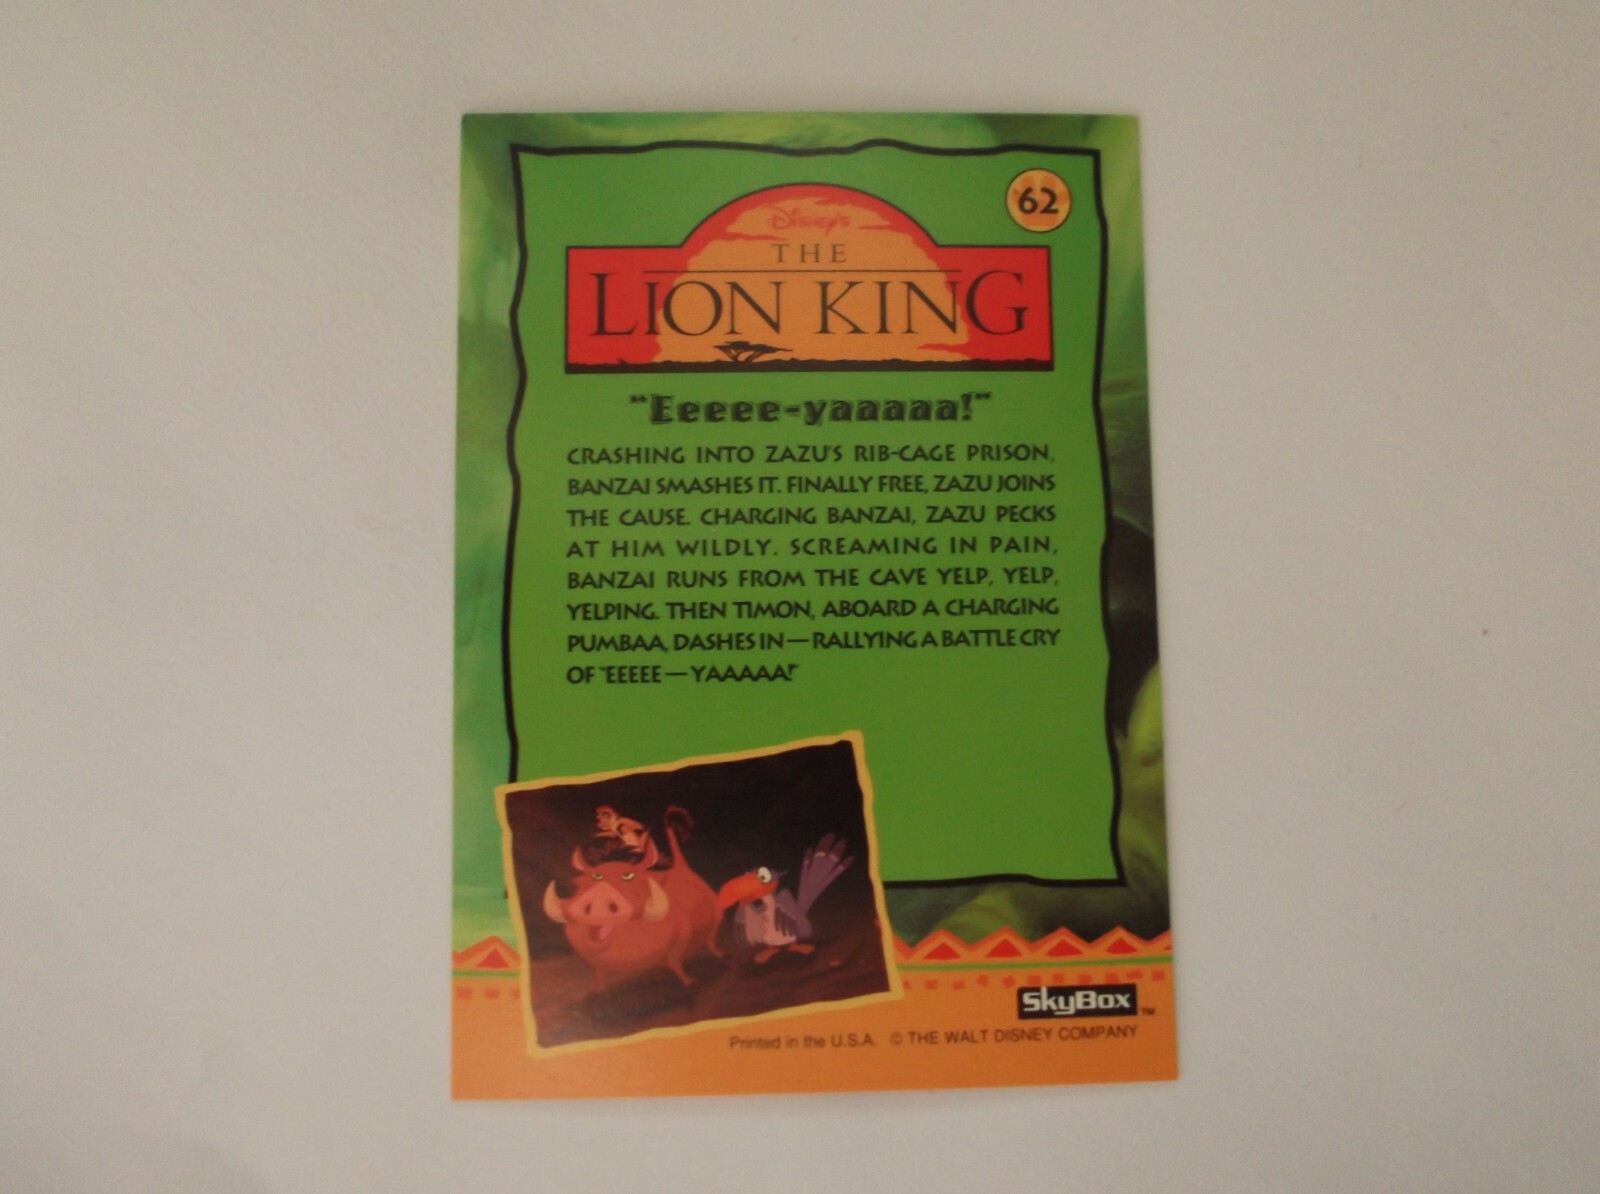 62
Disney's
THE
LION KING
"Eeeee-yaaaaa!"
CRASHING INTO ZAZU'S RIB-CAGE PRISON,
BANZAI SMASHES IT. FINALLY FREE, ZAZU JOINS
THE CAUSE. CHARGING BANZAI, ZAZU PECKS
AT HIM WILDLY. SCREAMING IN PAIN,
BANZAI RUNS FROM THE CAVE YELP, YELP,
YELPING. THEN TIMON, ABOARD A CHARGING
PUMBAA, DASHES IN — RALLYING A BATTLE CRY
OF "EEEEE — YAAAAA!"
SkyBox™
Printed in the U.S.A. © THE WALT DISNEY COMPANY